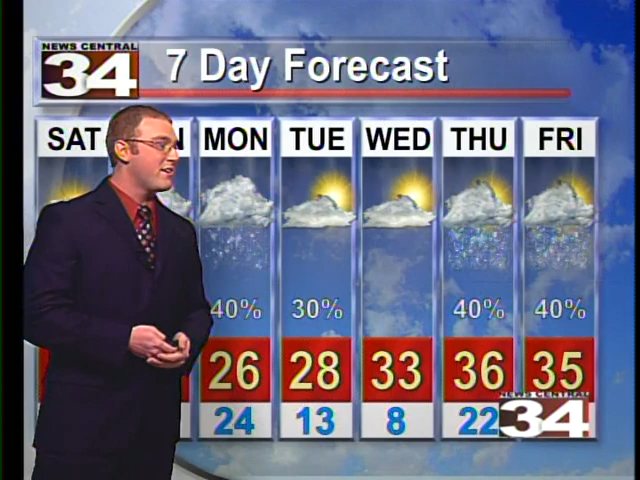 NEWS CENTRAL
34
7 Day Forecast
SAT MON TUE WED THU FRI
40% 30% 40% 40%
26 28 33 36 35
24 13 8 22
NEWS CENTRAL
34